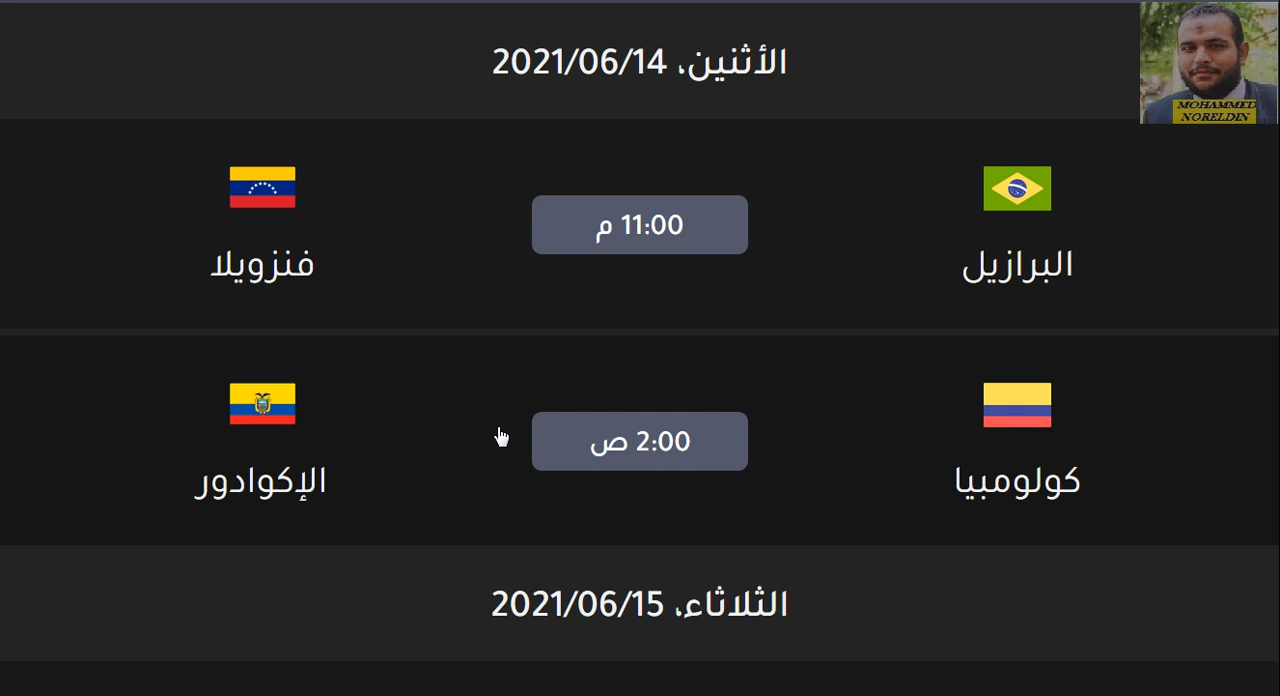 الأثنين، 2021/06/14
MOHAMMED
NORELDIN
البرازيل
11:00 م
فنزويلا
كولومبيا
2:00 ص
الإكوادور
الثلاثاء، 2021/06/15